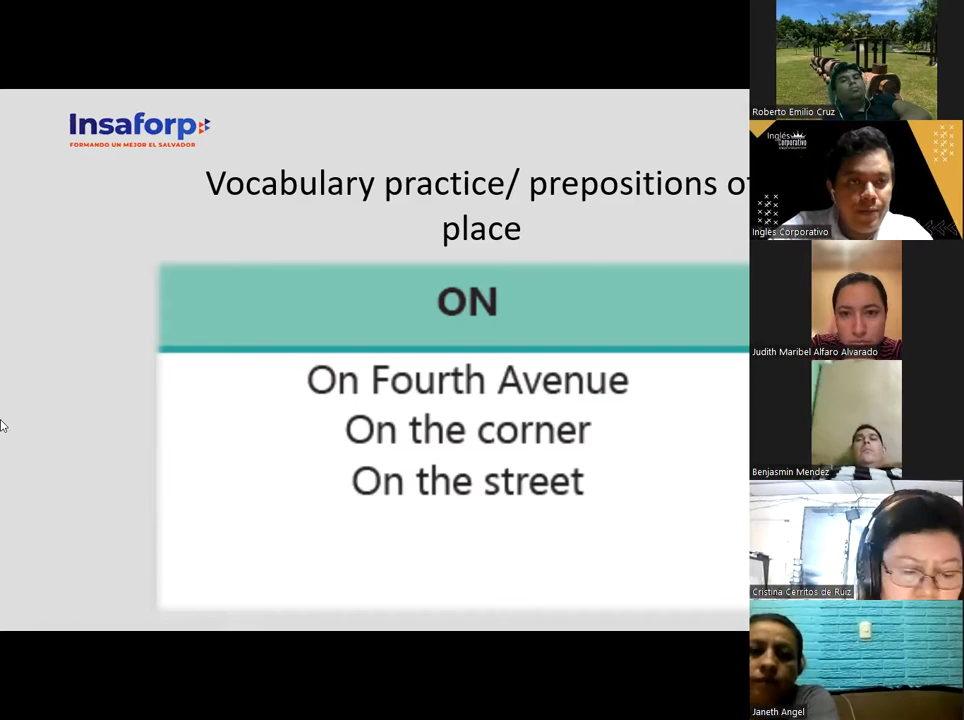 Insaforp
FORMANDO UN MEJOR EL SALVADOR
Vocabulary practice/ prepositions of
place
ON
On Fourth Avenue
On the corner
On the street
Roberto Emilio Cruz
Inglés
Corporativo
Inglés Corporativo
Judith Maribel Alfaro Alvarado
Benjasmin Mendez
Cristina Cerritos de Ruiz
Janeth Angel